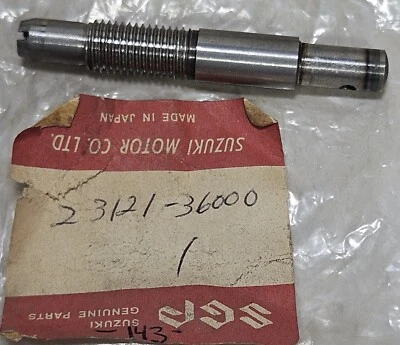 MADE IN JAPAN
SUZUKI MOTOR CO., LTD.
23121-36000
1
SGP
SUZUKI
GENUINE PARTS
-143-